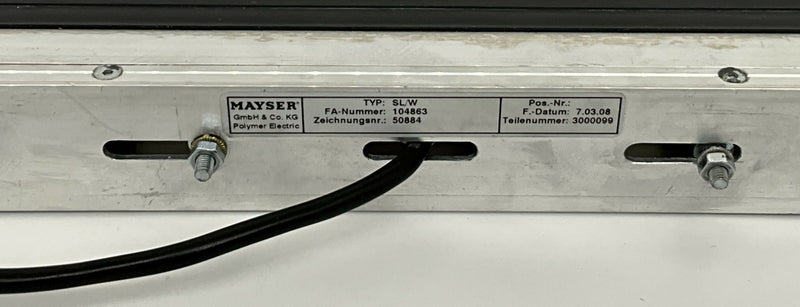 MAYSER®
GmbH & Co. KG
Polymer Electric
TYP: SL/W
FA-Nummer: 104863
Zeichnungsnr.: 50884
Pos.-Nr.:
F.-Datum: 7.03.08
Teilenummer: 3000099